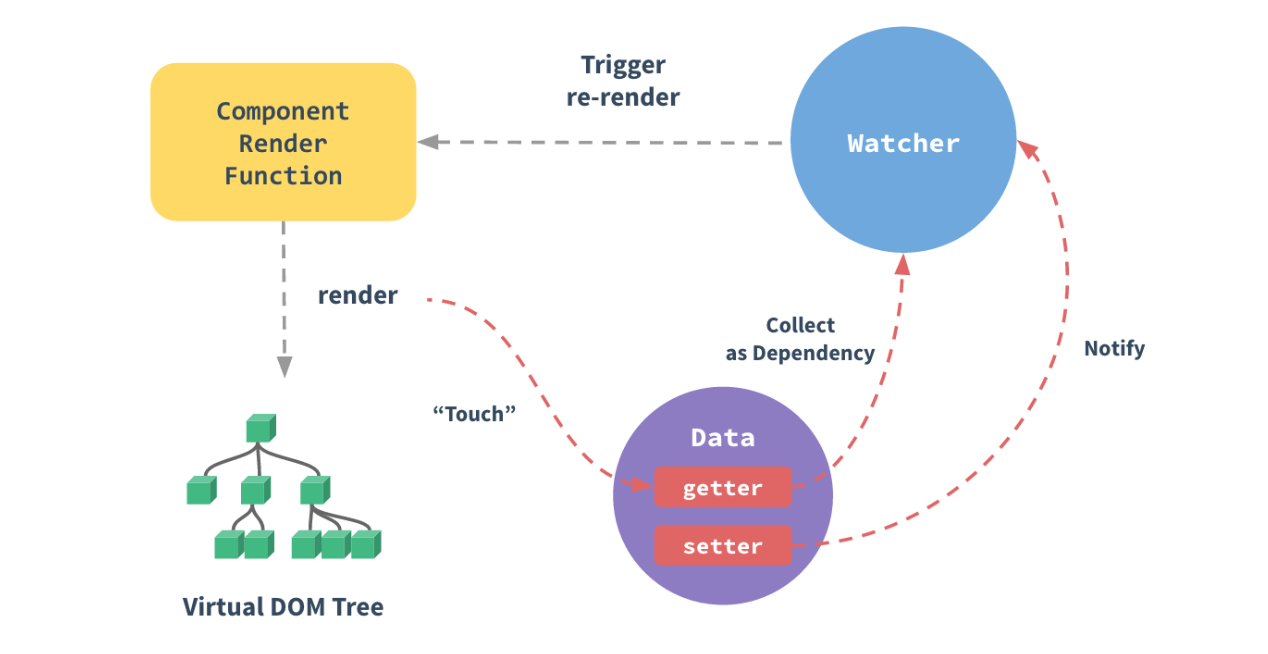 Trigger
re-render
Component
Render
Function
Watcher
render
Collect
as Dependency
Notify
“Touch”
Data
getter
setter
Virtual DOM Tree